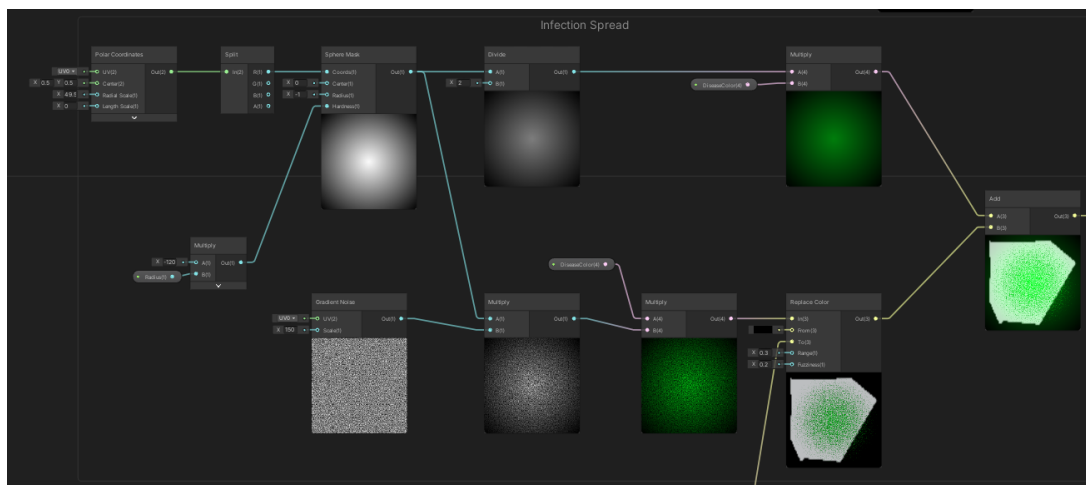 Infection Spread
Polar Coordinates
UV0
UV(2)
Out(2)
X 0.5 Y 0.5
Center(2)
X 49.5
Radial Scale(1)
X 0
Length Scale(1)
Split
In(2)
R(1)
G(1)
B(1)
A(1)
Sphere Mask
Coords(1)
Out(1)
X 0
Center(1)
X -1
Radius(1)
Hardness(1)
Divide
A(1)
Out(1)
X 2
B(1)
Multiply
A(4)
Out(4)
DiseaseColor(4)
B(4)
Add
A(3)
Out(3)
B(3)
Multiply
X -120
A(1)
Out(1)
Radius(1)
B(1)
DiseaseColor(4)
Gradient Noise
UV0
UV(2)
Out(1)
X 150
Scale(1)
Multiply
A(1)
Out(1)
B(1)
Multiply
A(4)
Out(4)
B(4)
Replace Color
In(3)
Out(3)
From(3)
To(3)
X 0.3
Range(1)
X 0.2
Fuzziness(1)